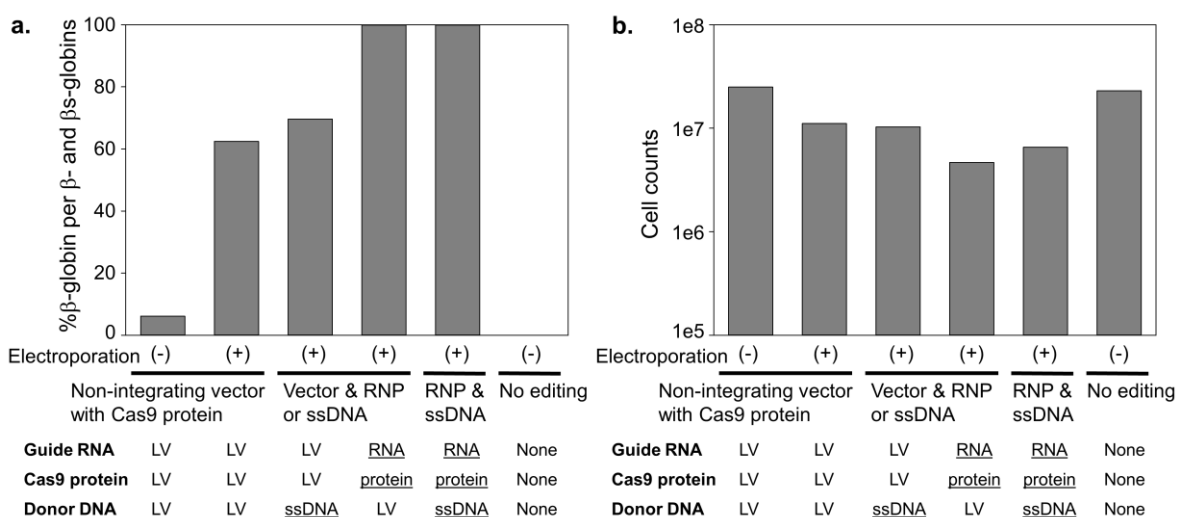 a.
%β-globin per β- and βs-globins
100
80
60
40
20
0
Electroporation (-) (+) (+) (+) (+) (-)
Non-integrating vector with Cas9 protein
Vector & RNP or ssDNA
RNP & ssDNA
No editing
Guide RNA LV LV LV RNA RNA None
Cas9 protein LV LV LV protein protein None
Donor DNA LV LV ssDNA LV ssDNA None
b.
Cell counts
1e8
1e7
1e6
1e5
Electroporation (-) (+) (+) (+) (+) (-)
Non-integrating vector with Cas9 protein
Vector & RNP or ssDNA
RNP & ssDNA
No editing
Guide RNA LV LV LV RNA RNA None
Cas9 protein LV LV LV protein protein None
Donor DNA LV LV ssDNA LV ssDNA None